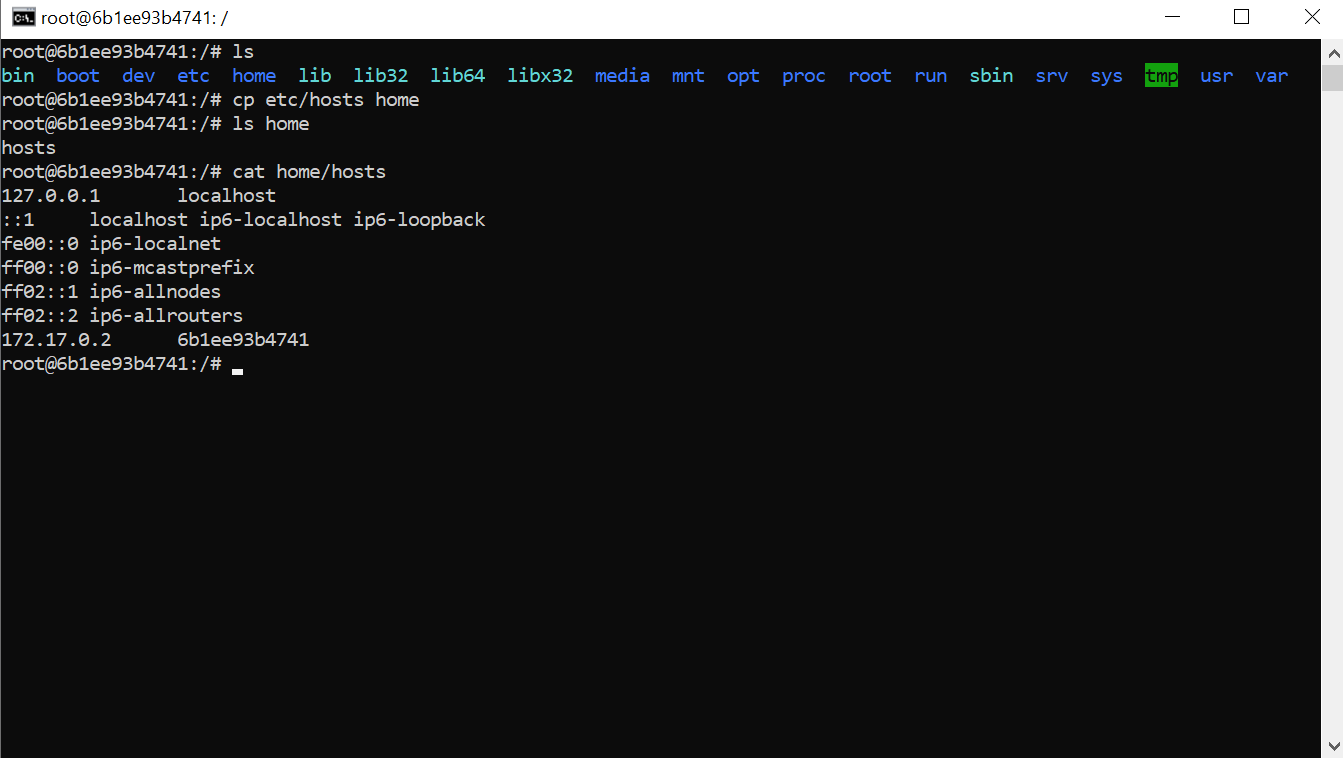 root@6b1ee93b4741: /
root@6b1ee93b4741:/# ls
bin  boot  dev  etc  home  lib  lib32  lib64  libx32  media  mnt  opt  proc  root  run  sbin  srv  sys  tmp  usr  var
root@6b1ee93b4741:/# cp etc/hosts home
root@6b1ee93b4741:/# ls home
hosts
root@6b1ee93b4741:/# cat home/hosts
127.0.0.1       localhost
::1     localhost ip6-localhost ip6-loopback
fe00::0 ip6-localnet
ff00::0 ip6-mcastprefix
ff02::1 ip6-allnodes
ff02::2 ip6-allrouters
172.17.0.2      6b1ee93b4741
root@6b1ee93b4741:/#